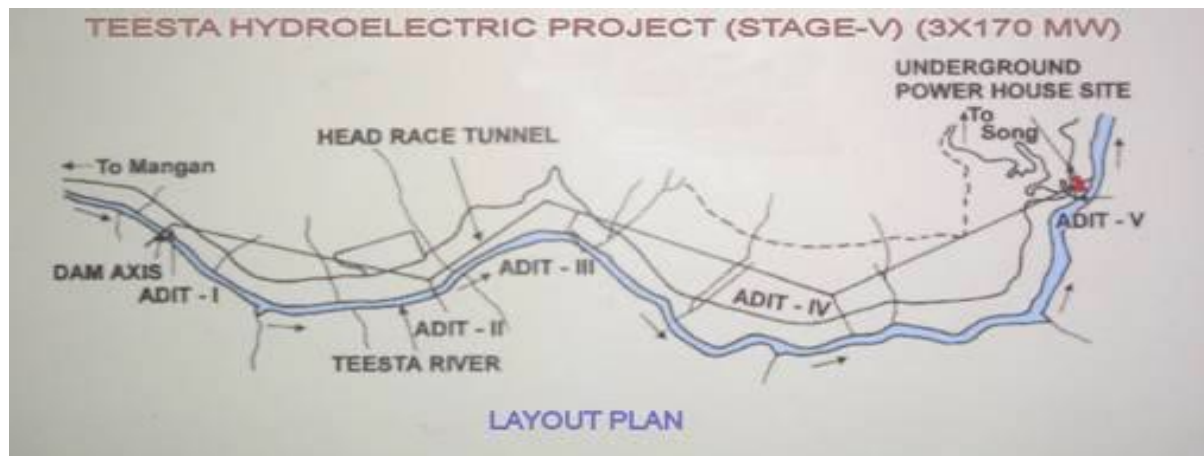 TEESTA HYDROELECTRIC PROJECT (STAGE-V) (3X170 MW)
UNDERGROUND
POWER HOUSE SITE
To
Song
HEAD RACE TUNNEL
To Mangan
ADIT - V
DAM AXIS
ADIT - I
ADIT - III
ADIT - IV
ADIT - II
TEESTA RIVER
LAYOUT PLAN